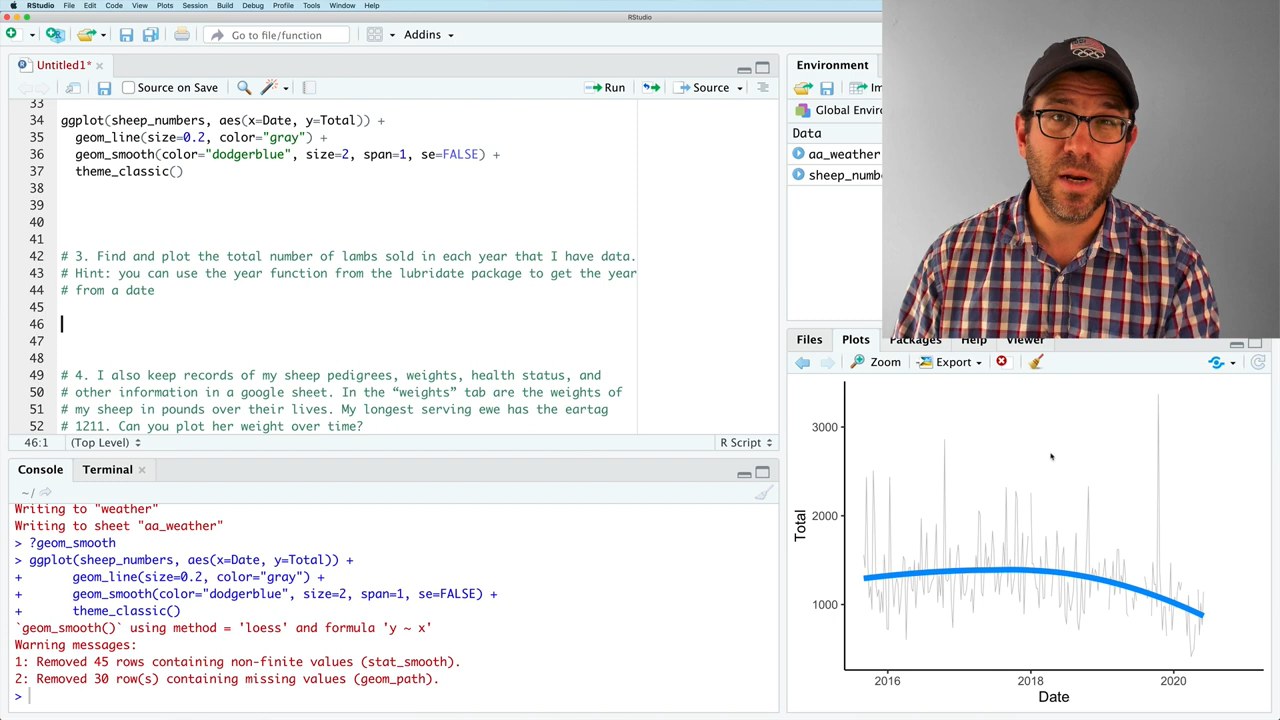 RStudio File Edit Code View Plots Session Build Debug Profile Tools Window Help
RStudio
Go to file/function Addins
Untitled1* Source on Save Run Source
33
34 ggplot(sheep_numbers, aes(x=Date, y=Total)) +
35 geom_line(size=0.2, color="gray") +
36 geom_smooth(color="dodgerblue", size=2, span=1, se=FALSE) +
37 theme_classic()
38
39
40
41
42 # 3. Find and plot the total number of lambs sold in each year that I have data.
43 # Hint: you can use the year function from the lubridate package to get the year
44 # from a date
45
46
47
48
49 # 4. I also keep records of my sheep pedigrees, weights, health status, and
50 # other information in a google sheet. In the “weights” tab are the weights of
51 # my sheep in pounds over their lives. My longest serving ewe has the eartag
52 # 1211. Can you plot her weight over time?
46:1 (Top Level) R Script
Console Terminal
~/
Writing to "weather"
Writing to sheet "aa_weather"
> ?geom_smooth
> ggplot(sheep_numbers, aes(x=Date, y=Total)) +
+ geom_line(size=0.2, color="gray") +
+ geom_smooth(color="dodgerblue", size=2, span=1, se=FALSE) +
+ theme_classic()
`geom_smooth()` using method = 'loess' and formula 'y ~ x'
Warning messages:
1: Removed 45 rows containing non-finite values (stat_smooth).
2: Removed 30 row(s) containing missing values (geom_path).
>
Environment
Im
Global Enviro
Data
aa_weather
sheep_numbe
Files Plots Packages Help Viewer
Zoom Export
3000
2000
1000
Total
2016 2018 2020
Date